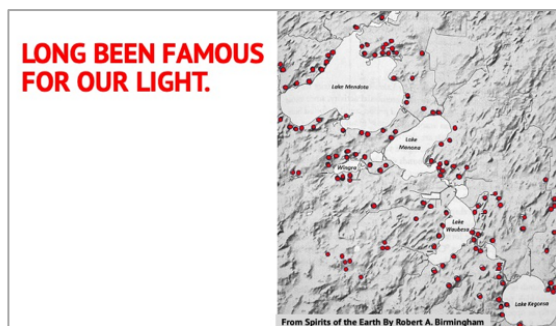 LONG BEEN FAMOUS
FOR OUR LIGHT.
Lake Mendota
Lake
Monona
Wingra
Lake
Waubesa
Lake Kegonsa
From Spirits of the Earth By Robert A. Birmingham